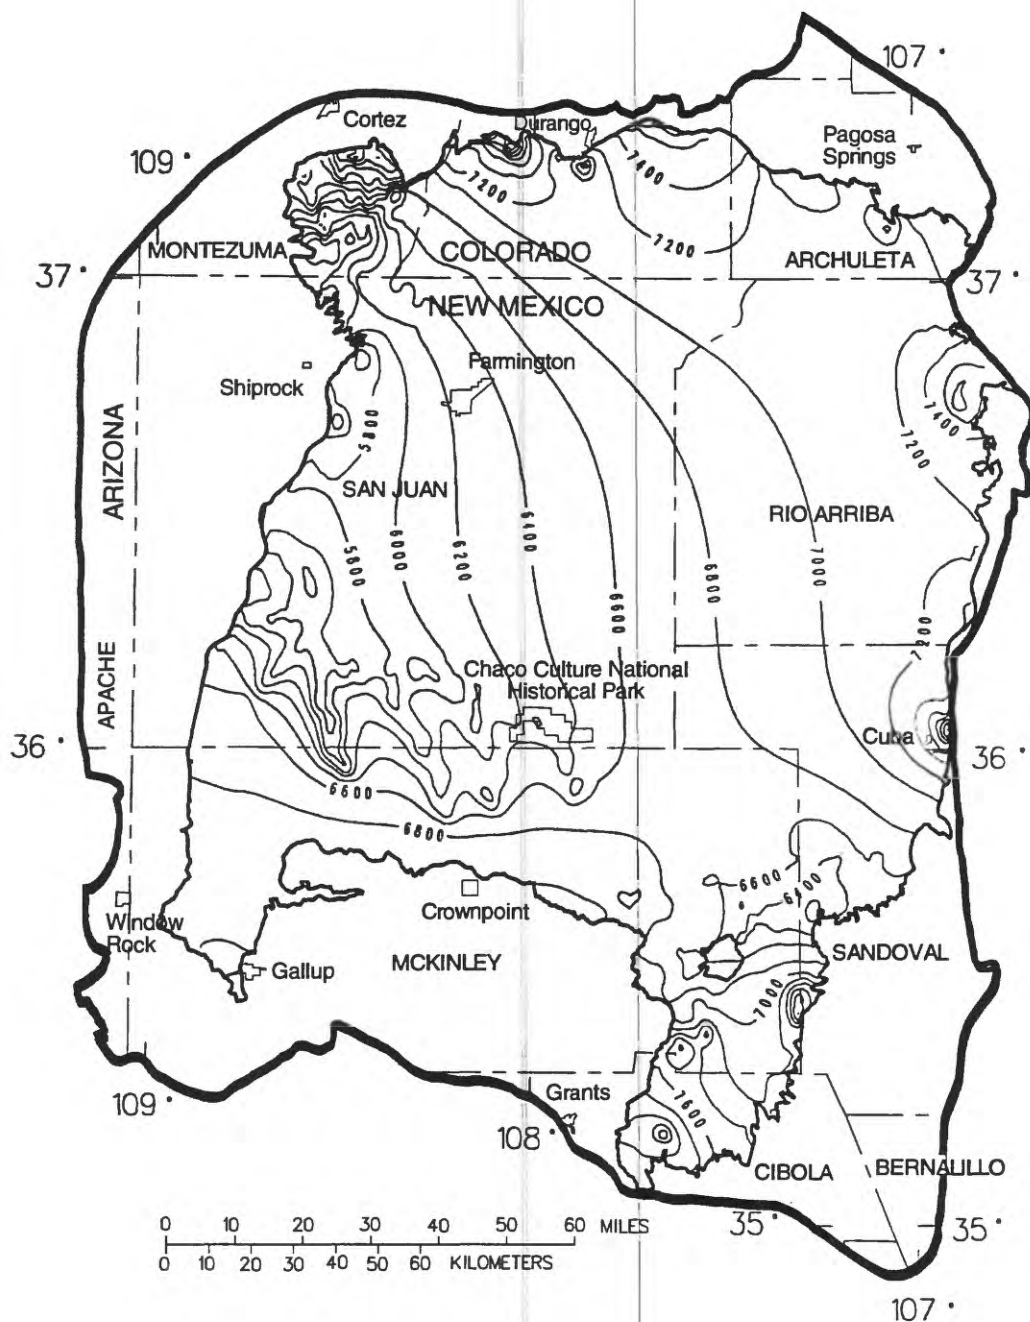 107°
Cortez
Durango
109°
Pagosa
Springs
7200
7400
7200
MONTEZUMA
COLORADO
ARCHULETA
37°
37°
NEW MEXICO
Shiprock
Farmington
7400
7200
5800
ARIZONA
SAN JUAN
RIO ARRIBA
5800
6000
6200
6400
6600
6800
7000
7200
APACHE
Chaco Culture National
Historical Park
36°
Cuba
36°
6600
6800
6600
6400
Crownpoint
Window
Rock
Gallup
MCKINLEY
SANDOVAL
7000
109°
Grants
7600
108°
CIBOLA
BERNALILLO
0 10 20 30 40 50 60 MILES
35°
35°
0 10 20 30 40 50 60 KILOMETERS
107°